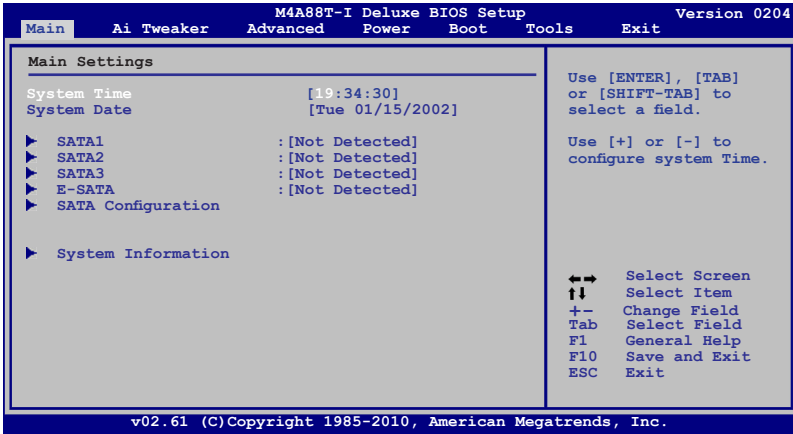 M4A88T-I Deluxe BIOS Setup Version 0204
Main Ai Tweaker Advanced Power Boot Tools Exit
Main Settings
System Time [19:34:30]
System Date [Tue 01/15/2002]
SATA1 :[Not Detected]
SATA2 :[Not Detected]
SATA3 :[Not Detected]
E-SATA :[Not Detected]
SATA Configuration
System Information
Use [ENTER], [TAB]
or [SHIFT-TAB] to
select a field.
Use [+] or [-] to
configure system Time.
←→ Select Screen
↑↓ Select Item
+- Change Field
Tab Select Field
F1 General Help
F10 Save and Exit
ESC Exit
v02.61 (C)Copyright 1985-2010, American Megatrends, Inc.